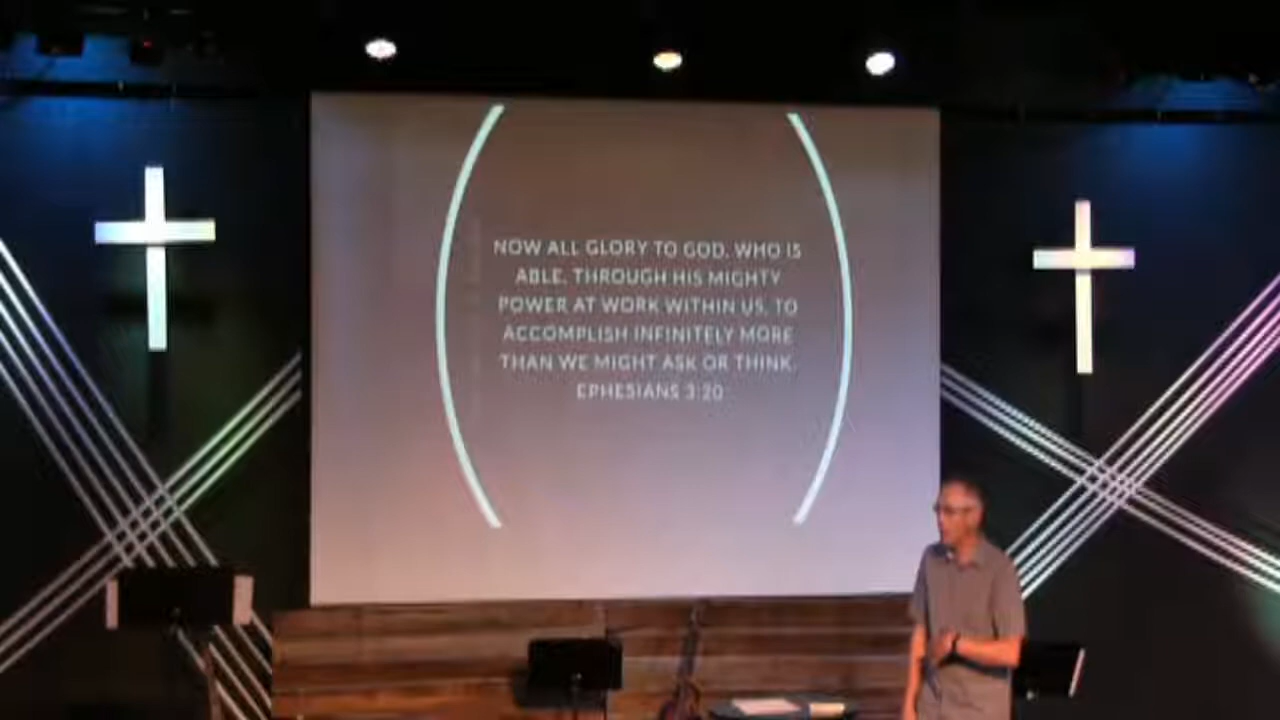 NOW ALL GLORY TO GOD, WHO IS
ABLE, THROUGH HIS MIGHTY
POWER AT WORK WITHIN US, TO
ACCOMPLISH INFINITELY MORE
THAN WE MIGHT ASK OR THINK.
EPHESIANS 3:20